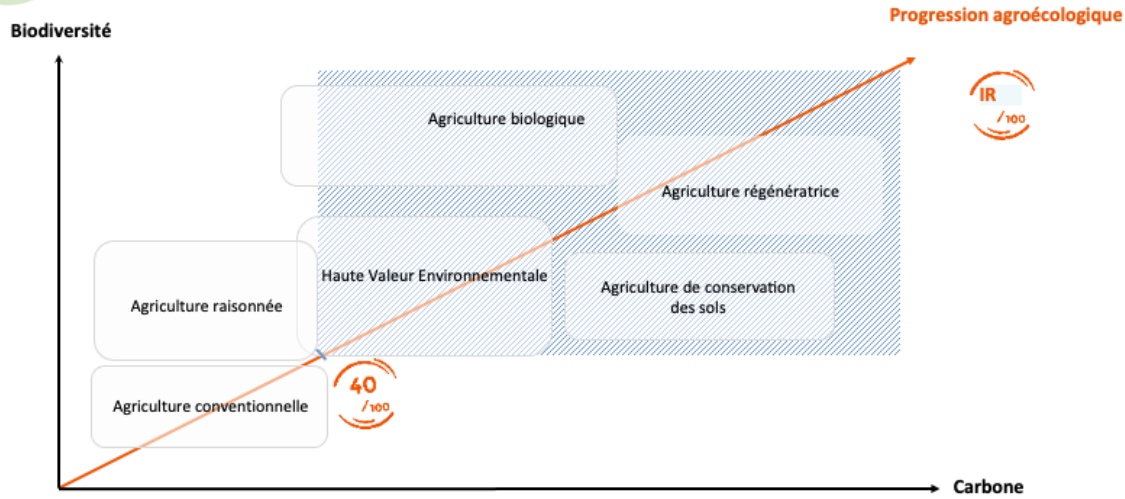 Progression agroécologique
Biodiversité
IR
/100
Agriculture biologique
Agriculture régénératrice
Haute Valeur Environnementale
Agriculture de conservation
des sols
Agriculture raisonnée
40
/100
Agriculture conventionnelle
Carbone